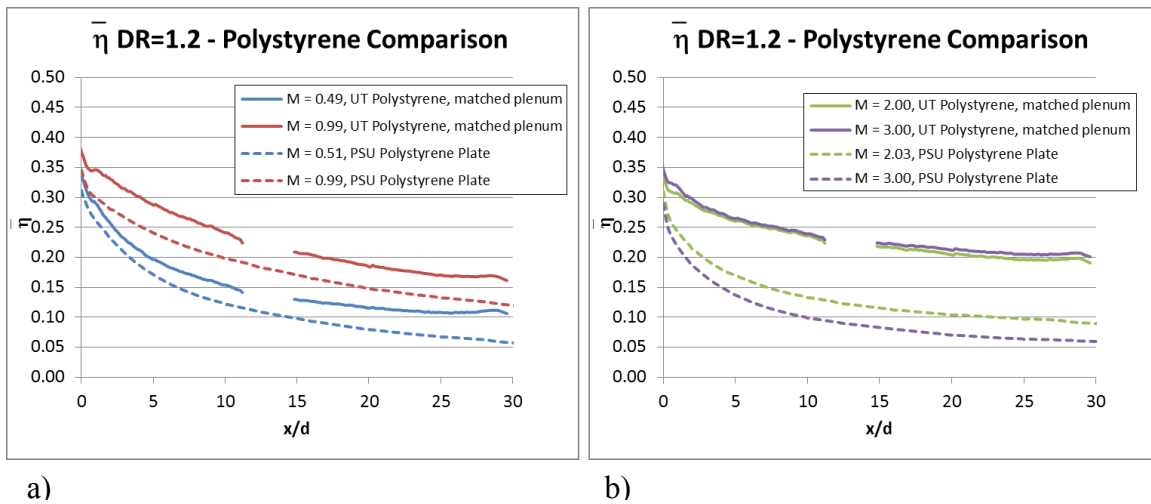 η̅ DR=1.2 - Polystyrene Comparison
0.50
0.45
0.40
0.35
0.30
0.25
0.20
0.15
0.10
0.05
0.00
η̅
M = 0.49, UT Polystyrene, matched plenum
M = 0.99, UT Polystyrene, matched plenum
M = 0.51, PSU Polystyrene Plate
M = 0.99, PSU Polystyrene Plate
0 5 10 15 20 25 30
x/d
a)
η̅ DR=1.2 - Polystyrene Comparison
0.50
0.45
0.40
0.35
0.30
0.25
0.20
0.15
0.10
0.05
0.00
η̅
M = 2.00, UT Polystyrene, matched plenum
M = 3.00, UT Polystyrene, matched plenum
M = 2.03, PSU Polystyrene Plate
M = 3.00, PSU Polystyrene Plate
0 5 10 15 20 25 30
x/d
b)